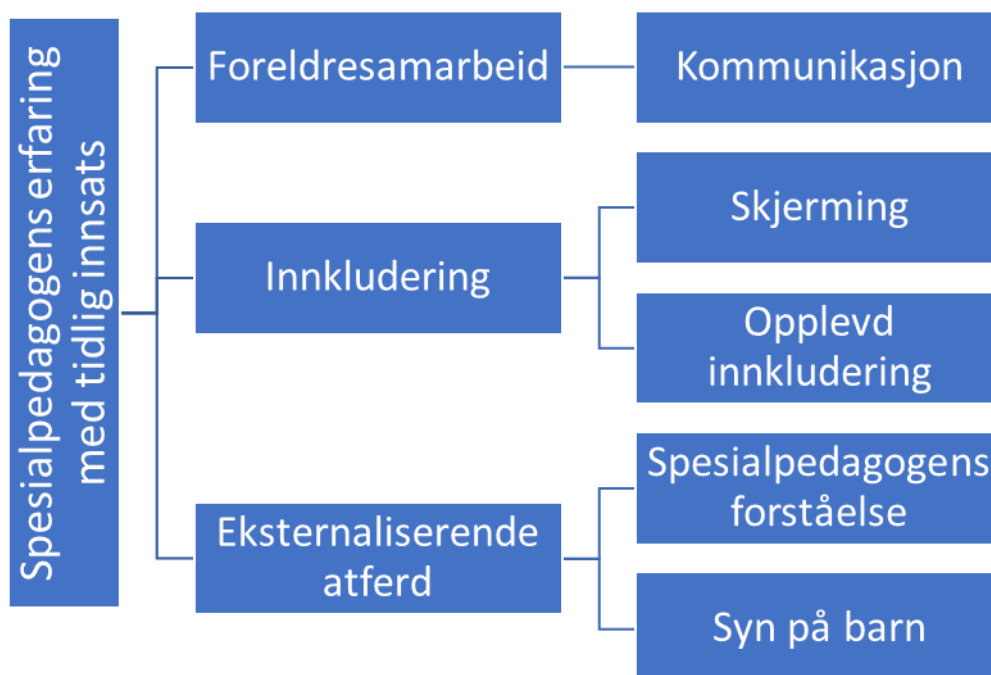 Spesialpedagogens erfaring
med tidlig innsats
Foreldresamarbeid
Kommunikasjon
Innkludering
Skjerming
Opplevd
innkludering
Eksternaliserende
atferd
Spesialpedagogens
forståelse
Syn på barn